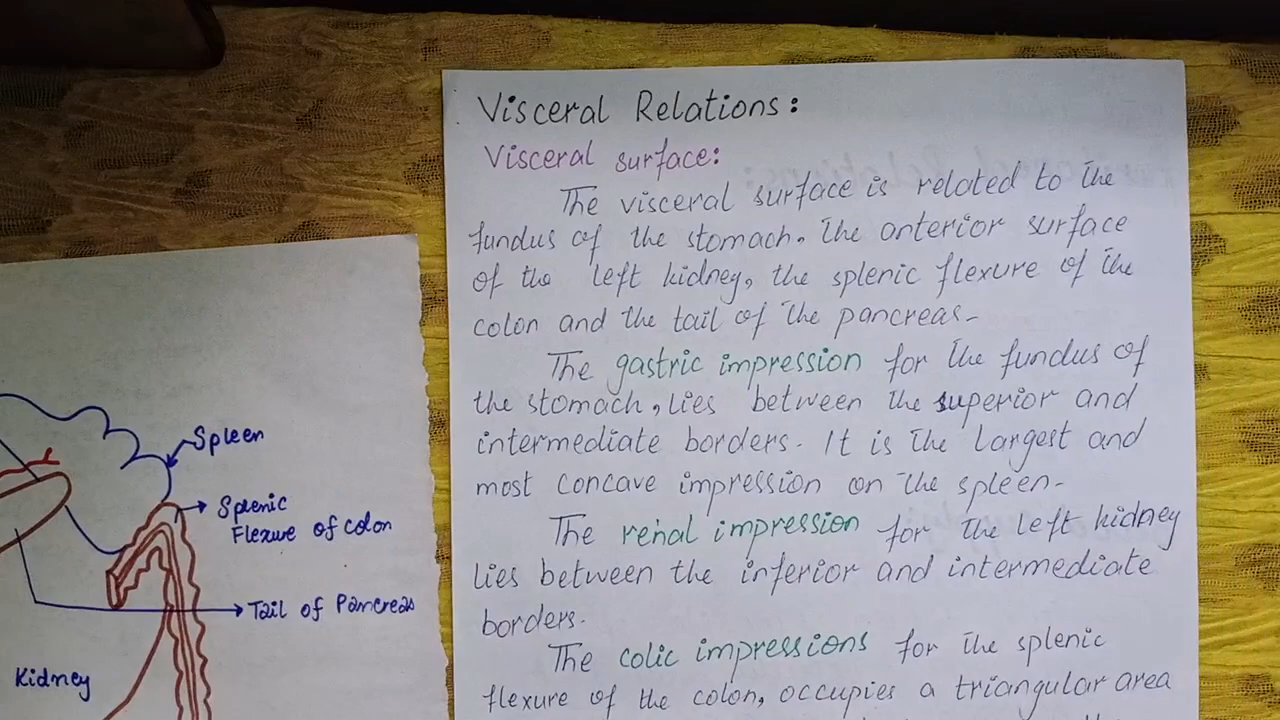 Visceral Relations:
Visceral surface:
The visceral surface is related to the
fundus of the stomach, the anterior surface
of the left kidney, the splenic flexure of the
colon and the tail of the pancreas.
The gastric impression for the fundus of
the stomach, lies between the superior and
intermediate borders. It is the largest and
most concave impression on the spleen.
The renal impression for the left kidney
lies between the inferior and intermediate
borders.
The colic impressions for the splenic
flexure of the colon, occupies a triangular area
Spleen
Splenic
Flexure of colon
Tail of Pancreas
Kidney